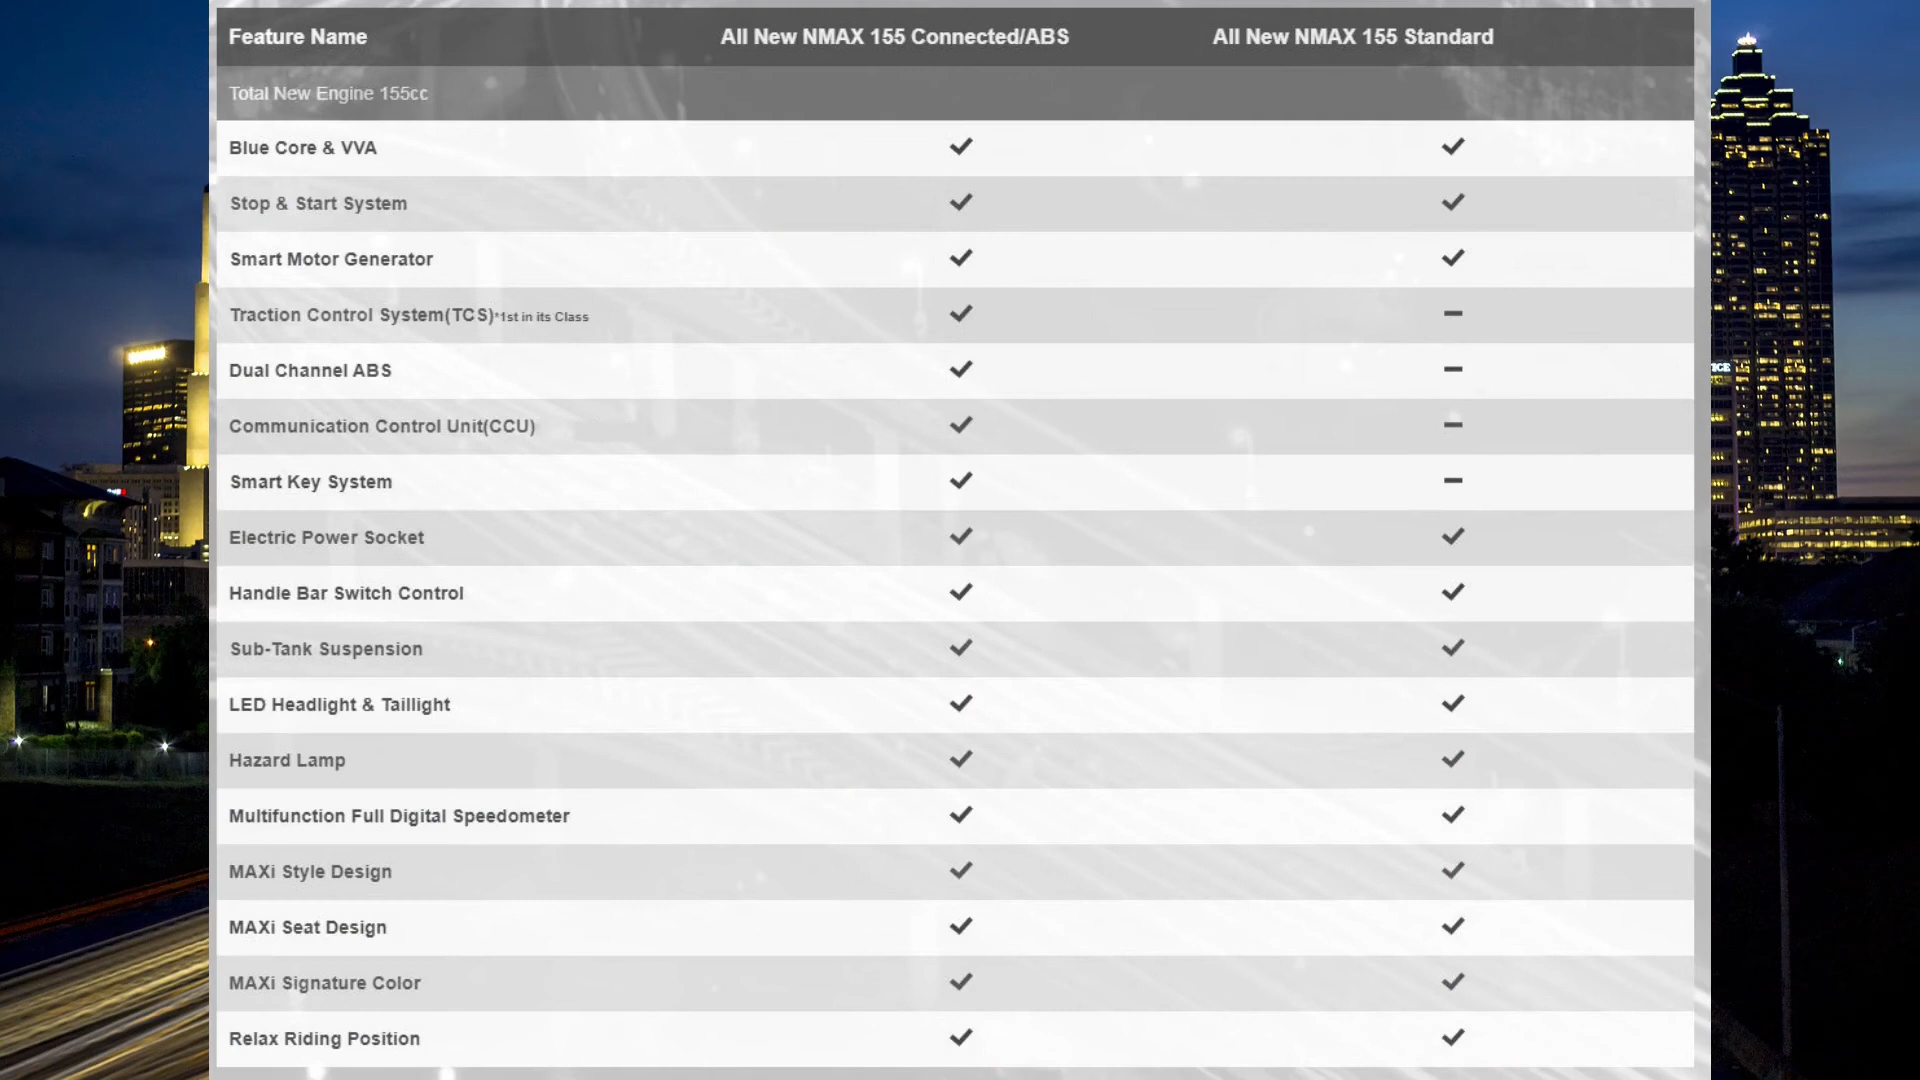 Feature Name All New NMAX 155 Connected/ABS All New NMAX 155 Standard
Total New Engine 155cc
Blue Core & VVA ✓ ✓
Stop & Start System ✓ ✓
Smart Motor Generator ✓ ✓
Traction Control System(TCS)*1st in its Class ✓ –
Dual Channel ABS ✓ –
Communication Control Unit(CCU) ✓ –
Smart Key System ✓ –
Electric Power Socket ✓ ✓
Handle Bar Switch Control ✓ ✓
Sub-Tank Suspension ✓ ✓
LED Headlight & Taillight ✓ ✓
Hazard Lamp ✓ ✓
Multifunction Full Digital Speedometer ✓ ✓
MAXi Style Design ✓ ✓
MAXi Seat Design ✓ ✓
MAXi Signature Color ✓ ✓
Relax Riding Position ✓ ✓